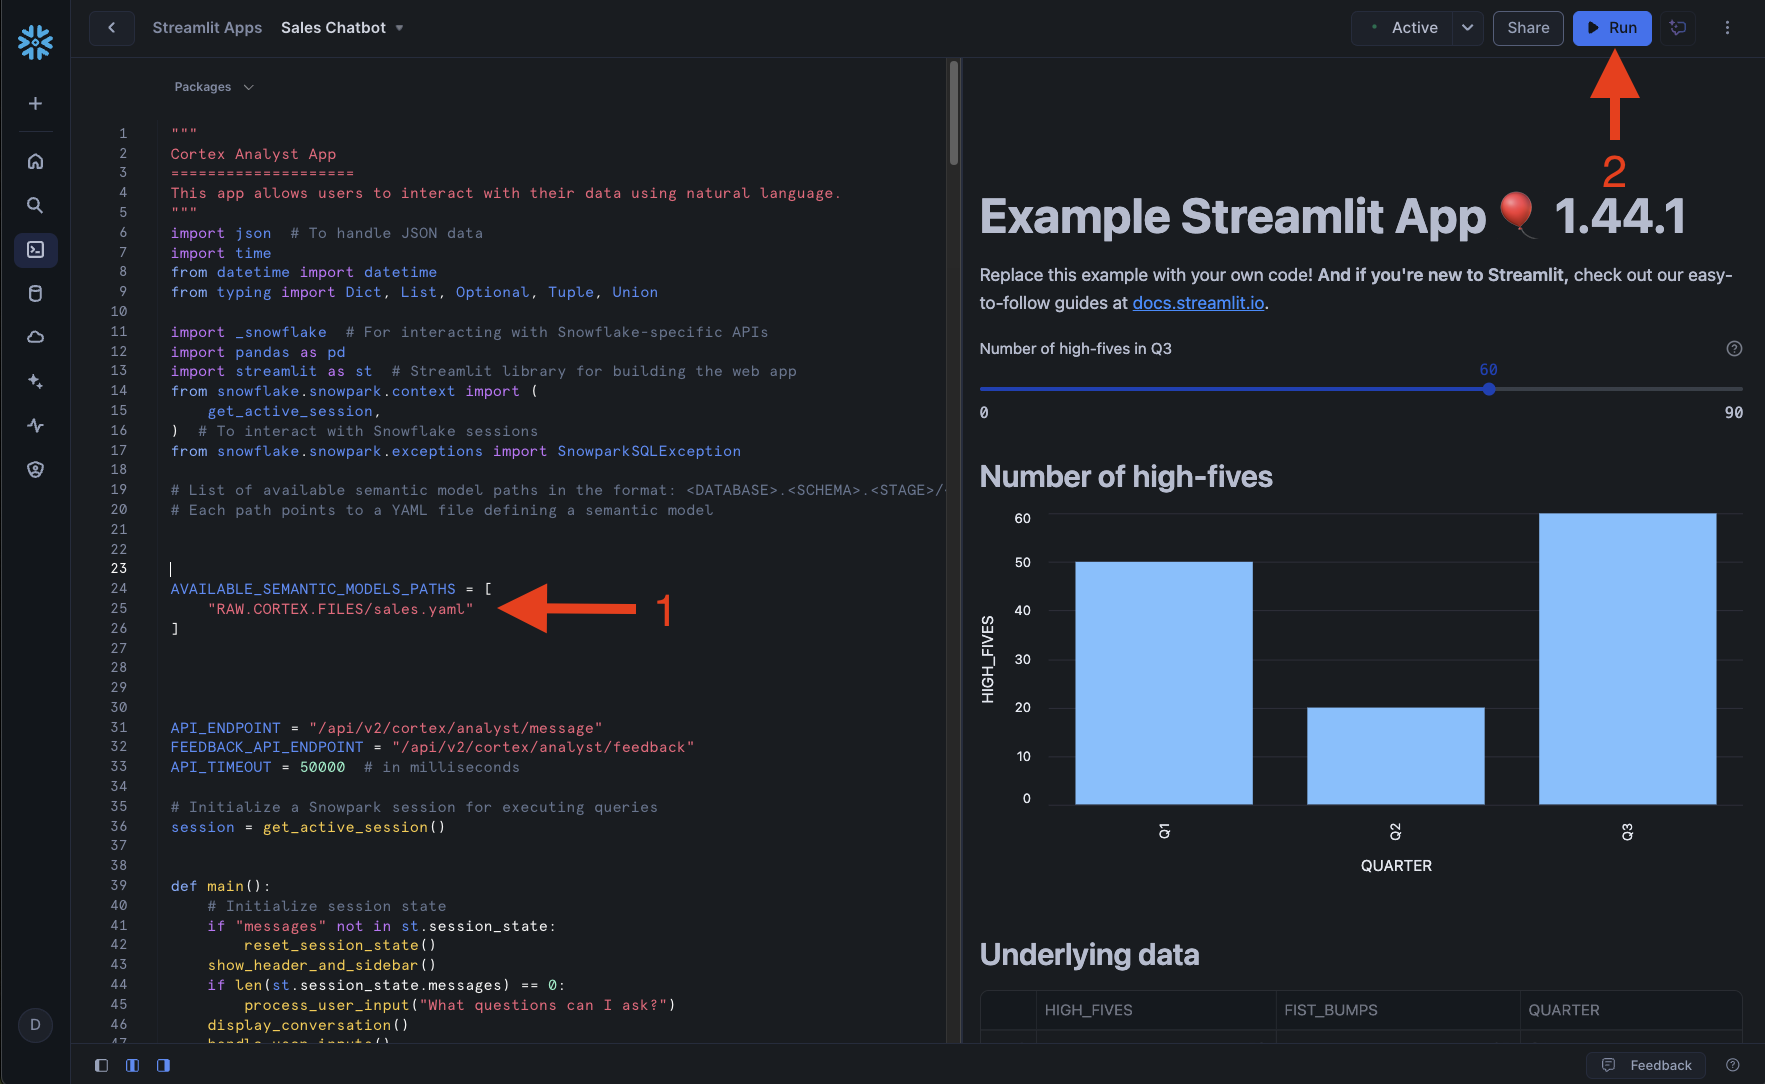 Streamlit Apps
Sales Chatbot
Active
Share
Run
2
Packages
1 """
2 Cortex Analyst App
3 ====================
4 This app allows users to interact with their data using natural language.
5 """
6 import json  # To handle JSON data
7 import time
8 from datetime import datetime
9 from typing import Dict, List, Optional, Tuple, Union
10
11 import _snowflake  # For interacting with Snowflake-specific APIs
12 import pandas as pd
13 import streamlit as st  # Streamlit library for building the web app
14 from snowflake.snowpark.context import (
15     get_active_session,
16 )  # To interact with Snowflake sessions
17 from snowflake.snowpark.exceptions import SnowparkSQLException
18
19 # List of available semantic model paths in the format: <DATABASE>.<SCHEMA>.<STAGE>/<
20 # Each path points to a YAML file defining a semantic model
21
22
23
24 AVAILABLE_SEMANTIC_MODELS_PATHS = [
25     "RAW.CORTEX.FILES/sales.yaml"
1
26 ]
27
28
29
30
31 API_ENDPOINT = "/api/v2/cortex/analyst/message"
32 FEEDBACK_API_ENDPOINT = "/api/v2/cortex/analyst/feedback"
33 API_TIMEOUT = 50000  # in milliseconds
34
35 # Initialize a Snowpark session for executing queries
36 session = get_active_session()
37
38
39 def main():
40     # Initialize session state
41     if "messages" not in st.session_state:
42         reset_session_state()
43     show_header_and_sidebar()
44     if len(st.session_state.messages) == 0:
45         process_user_input("What questions can I ask?")
46     display_conversation()
47     handle_user_inputs()
Example Streamlit App🎈 1.44.1
Replace this example with your own code! And if you're new to Streamlit, check out our easy-
to-follow guides at docs.streamlit.io.
Number of high-fives in Q3
60
0 90
Number of high-fives
60
50
40
30
20
10
0
HIGH_FIVES
Q1 Q2 Q3
QUARTER
Underlying data
HIGH_FIVES FIST_BUMPS QUARTER
D
Feedback